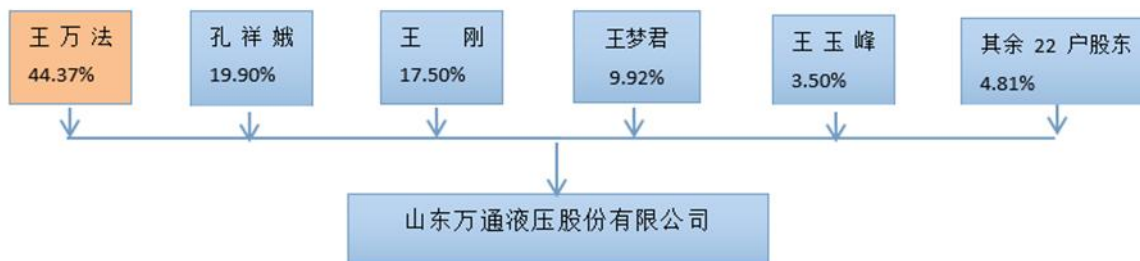 王万法
44.37%
孔祥娥
19.90%
王刚
17.50%
王梦君
9.92%
王玉峰
3.50%
其余 22 户股东
4.81%
山东万通液压股份有限公司